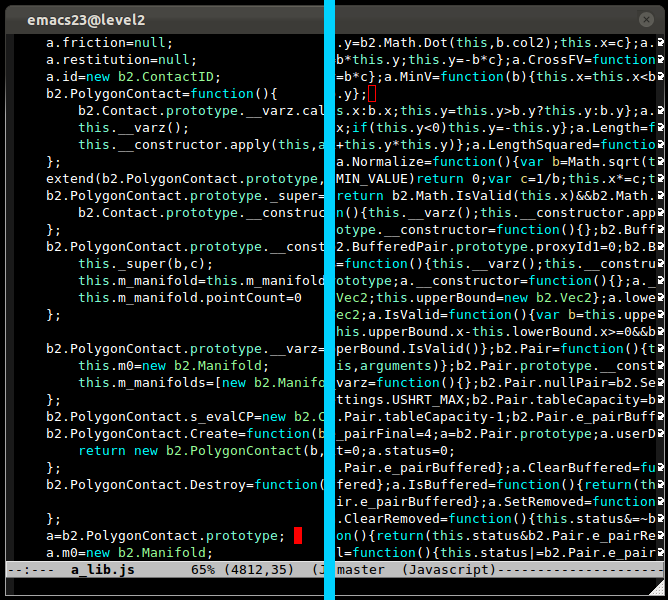 emacs23@level2
a.friction=null;
a.restitution=null;
a.id=new b2.ContactID;
b2.PolygonContact=function(){
b2.Contact.prototype.__varz.cal
this.__varz();
this.__constructor.apply(this,a
};
extend(b2.PolygonContact.prototype,
b2.PolygonContact.prototype._super=
b2.Contact.prototype.__construc
};
b2.PolygonContact.prototype.__const
this._super(b,c);
this.m_manifold=this.m_manifold
this.m_manifold.pointCount=0
};
b2.PolygonContact.prototype.__varz=
this.m0=new b2.Manifold;
this.m_manifolds=[new b2.Manifo
};
b2.PolygonContact.s_evalCP=new b2.C
b2.PolygonContact.Create=function(b
return new b2.PolygonContact(b,
};
b2.PolygonContact.Destroy=function(
};
a=b2.PolygonContact.prototype;
a.m0=new b2.Manifold;
.y=b2.Math.Dot(this,b.col2);this.x=c};a.
b*this.y;this.y=-b*c};a.CrossFV=function
=b*c};a.MinV=function(b){this.x=this.x<b
.y};
s.x:b.x;this.y=this.y>b.y?this.y:b.y};a.
x;if(this.y<0)this.y=-this.y};a.Length=f
+this.y*this.y)};a.LengthSquared=functio
a.Normalize=function(){var b=Math.sqrt(t
MIN_VALUE)return 0;var c=1/b;this.x*=c;t
return b2.Math.IsValid(this.x)&&b2.Math.
n(){this.__varz();this.__constructor.app
otype.__constructor=function(){};b2.Buff
2.BufferedPair.prototype.proxyId1=0;b2.B
=function(){this.__varz();this.__constru
ototype;a.__constructor=function(){};a._
Vec2;this.upperBound=new b2.Vec2};a.lowe
ec2;a.IsValid=function(){var b=this.uppe
his.upperBound.x-this.lowerBound.x>=0&&b
perBound.IsValid()};b2.Pair=function(){t
is,arguments)};b2.Pair.prototype.__const
varz=function(){};b2.Pair.nullPair=b2.Se
ttings.USHRT_MAX;b2.Pair.tableCapacity=b
.Pair.tableCapacity-1;b2.Pair.e_pairBuff
_pairFinal=4;a=b2.Pair.prototype;a.userD
t=0;a.status=0;
.Pair.e_pairBuffered};a.ClearBuffered=fu
ffered};a.IsBuffered=function(){return(th
ir.e_pairBuffered};a.SetRemoved=function
.ClearRemoved=function(){this.status&=~b
on(){return(this.status&b2.Pair.e_pairRe
l=function(){this.status|=b2.Pair.e_pair
--:--- a_lib.js 65% (4812,35) (J master (Javascript)---------------------